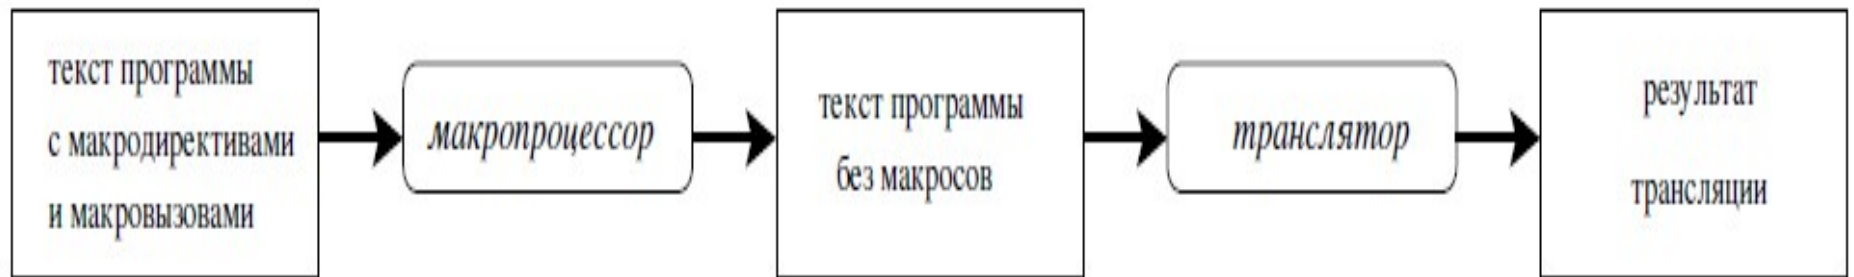 текст программы
с макродирективами
и макровызовами
макропроцессор
текст программы
без макросов
транслятор
результат
трансляции